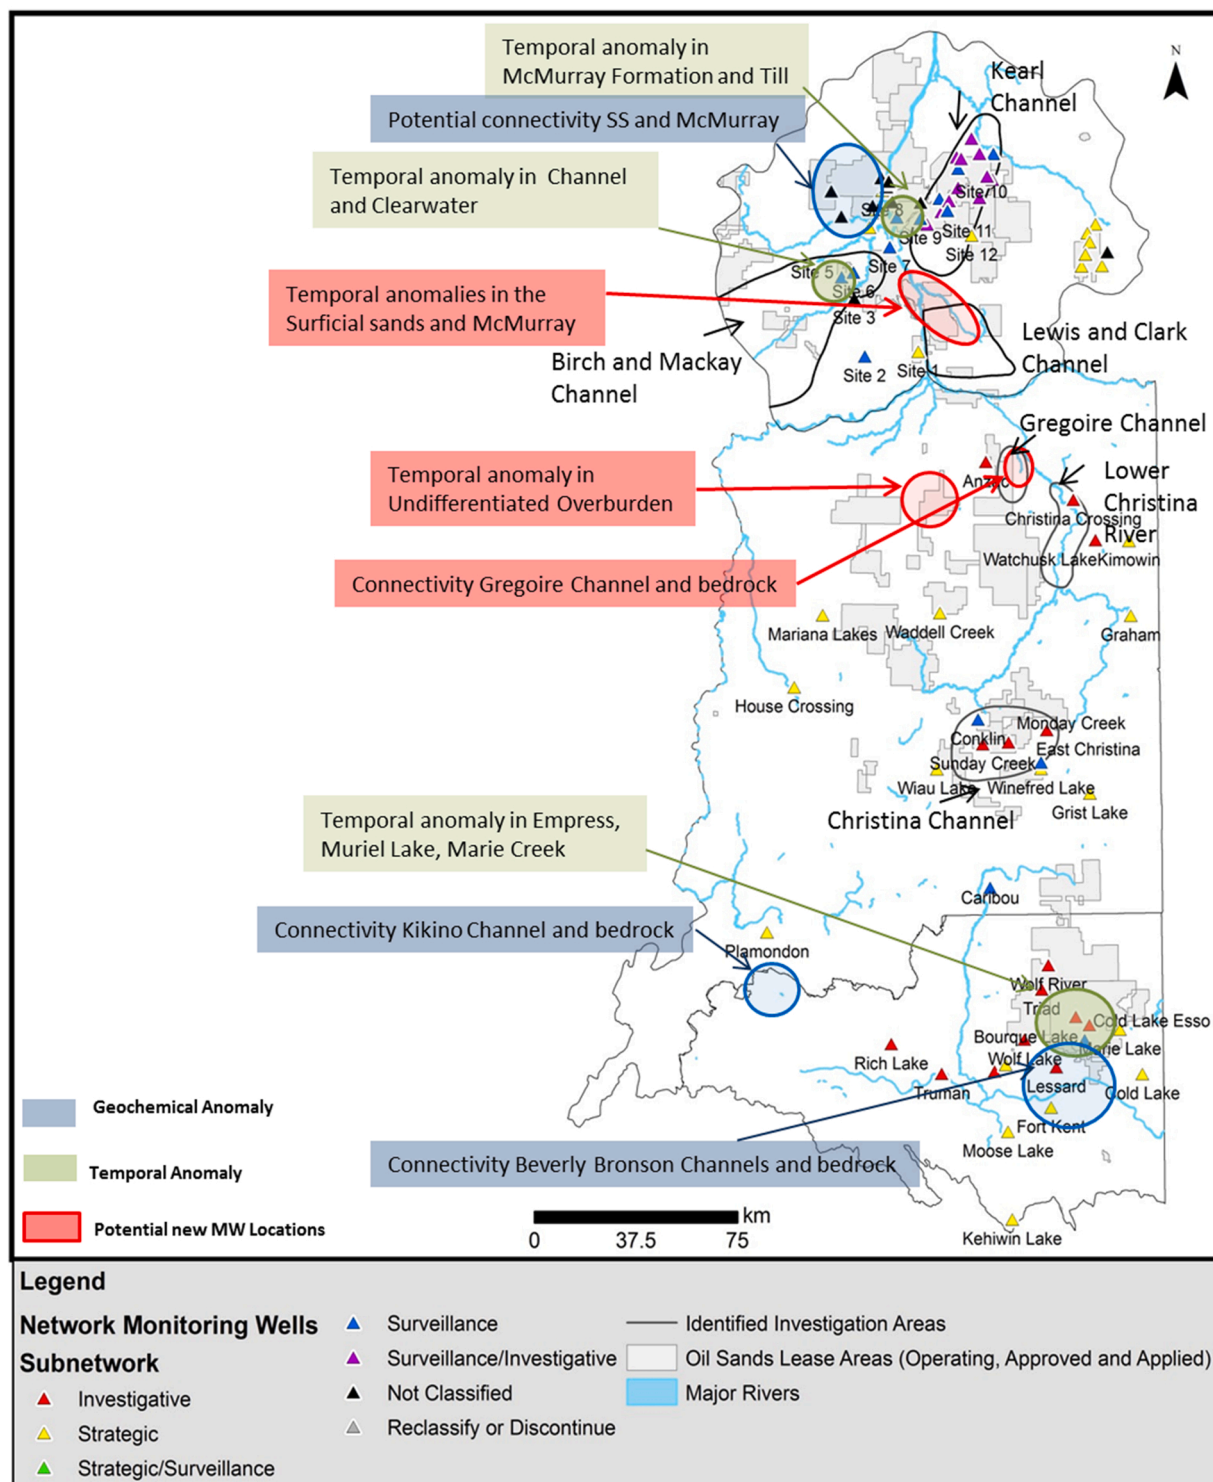 Temporal anomaly in
McMurray Formation and Till
N
Kearl
Channel
Potential connectivity SS and McMurray
Temporal anomaly in Channel
and Clearwater
Site 10
Site 8
Site 9
Site 11
Site 12
Site 7
Site 5
Site 6
Site 3
Temporal anomalies in the
Surficial sands and McMurray
Birch and Mackay
Channel
Lewis and Clark
Channel
Site 2
Site 1
Gregoire Channel
Temporal anomaly in
Undifferentiated Overburden
Anzac
Lower
Christina
River
Christina Crossing
Watchusk Lake
Kimowin
Connectivity Gregoire Channel and bedrock
Mariana Lakes
Waddell Creek
Graham
House Crossing
Monday Creek
Conklin
East Christina
Sunday Creek
Wiau Lake
Winefred Lake
Grist Lake
Christina Channel
Temporal anomaly in Empress,
Muriel Lake, Marie Creek
Caribou
Connectivity Kikino Channel and bedrock
Plamondon
Wolf River
Triad
Cold Lake Esso
Bourque Lake
Marie Lake
Rich Lake
Wolf Lake
Truman
Lessard
Cold Lake
Fort Kent
Moose Lake
Connectivity Beverly Bronson Channels and bedrock
Kehiwin Lake
Geochemical Anomaly
Temporal Anomaly
Potential new MW Locations
km
0 37.5 75
Legend
Network Monitoring Wells
Subnetwork
Investigative
Strategic
Strategic/Surveillance
Surveillance
Surveillance/Investigative
Not Classified
Reclassify or Discontinue
Identified Investigation Areas
Oil Sands Lease Areas (Operating, Approved and Applied)
Major Rivers